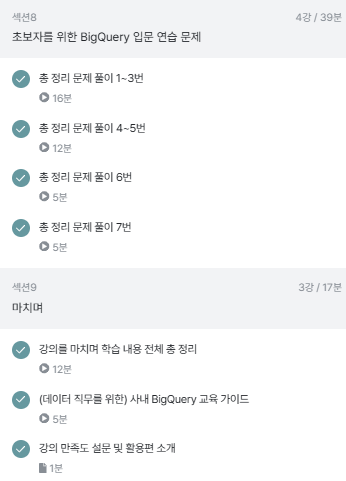 섹션8 4강 / 39분
초보자를 위한 BigQuery 입문 연습 문제
총 정리 문제 풀이 1~3번
16분
총 정리 문제 풀이 4~5번
12분
총 정리 문제 풀이 6번
5분
총 정리 문제 풀이 7번
5분
섹션9 3강 / 17분
마치며
강의를 마치며 학습 내용 전체 총 정리
12분
(데이터 직무를 위한) 사내 BigQuery 교육 가이드
5분
강의 만족도 설문 및 활용편 소개
1분